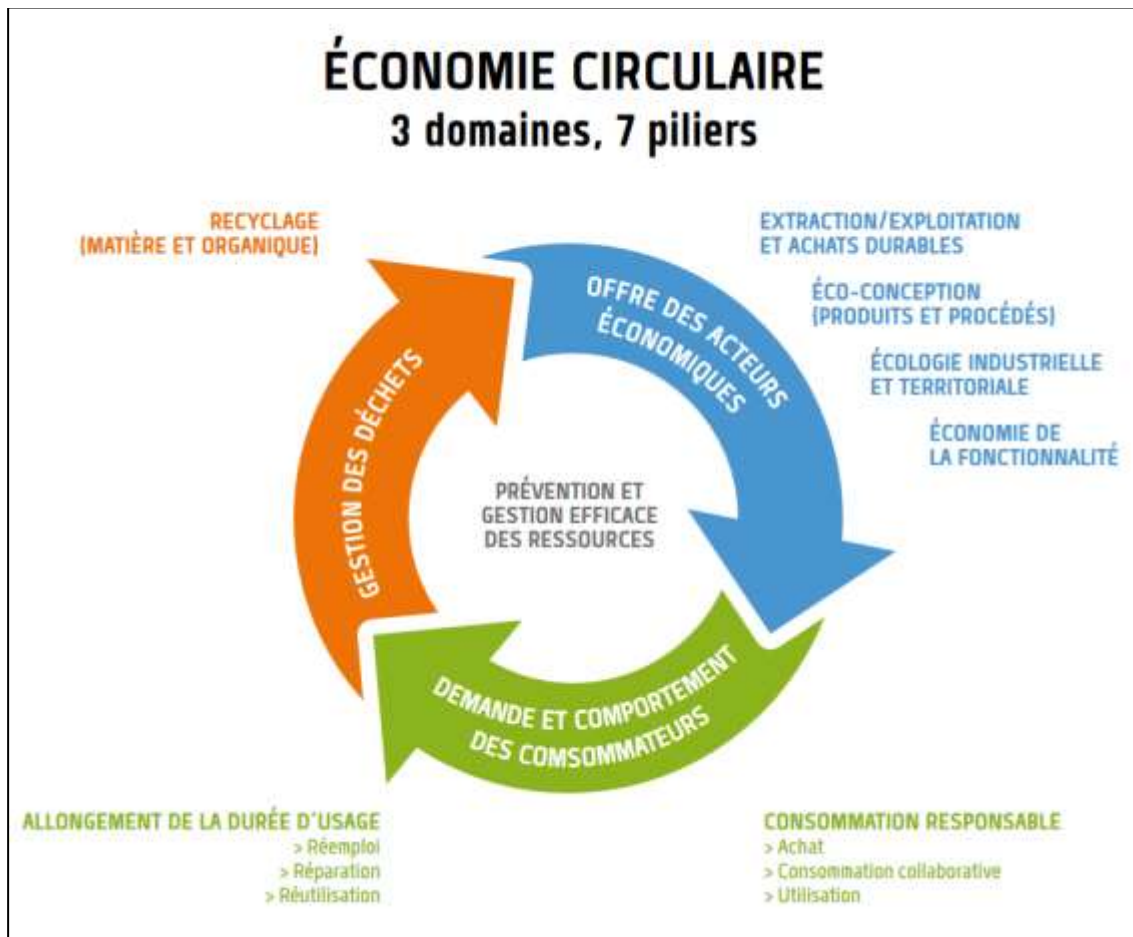 ÉCONOMIE CIRCULAIRE
3 domaines, 7 piliers
RECYCLAGE
(MATIÈRE ET ORGANIQUE)
EXTRACTION/EXPLOITATION
ET ACHATS DURABLES
ÉCO-CONCEPTION
(PRODUITS ET PROCÉDÉS)
ÉCOLOGIE INDUSTRIELLE
ET TERRITORIALE
ÉCONOMIE DE
LA FONCTIONNALITÉ
OFFRE DES ACTEURS
ÉCONOMIQUES
GESTION DES DÉCHETS
PRÉVENTION ET
GESTION EFFICACE
DES RESSOURCES
DEMANDE ET COMPORTEMENT
DES COMSOMMATEURS
ALLONGEMENT DE LA DURÉE D'USAGE
> Réemploi
> Réparation
> Réutilisation
CONSOMMATION RESPONSABLE
> Achat
> Consommation collaborative
> Utilisation